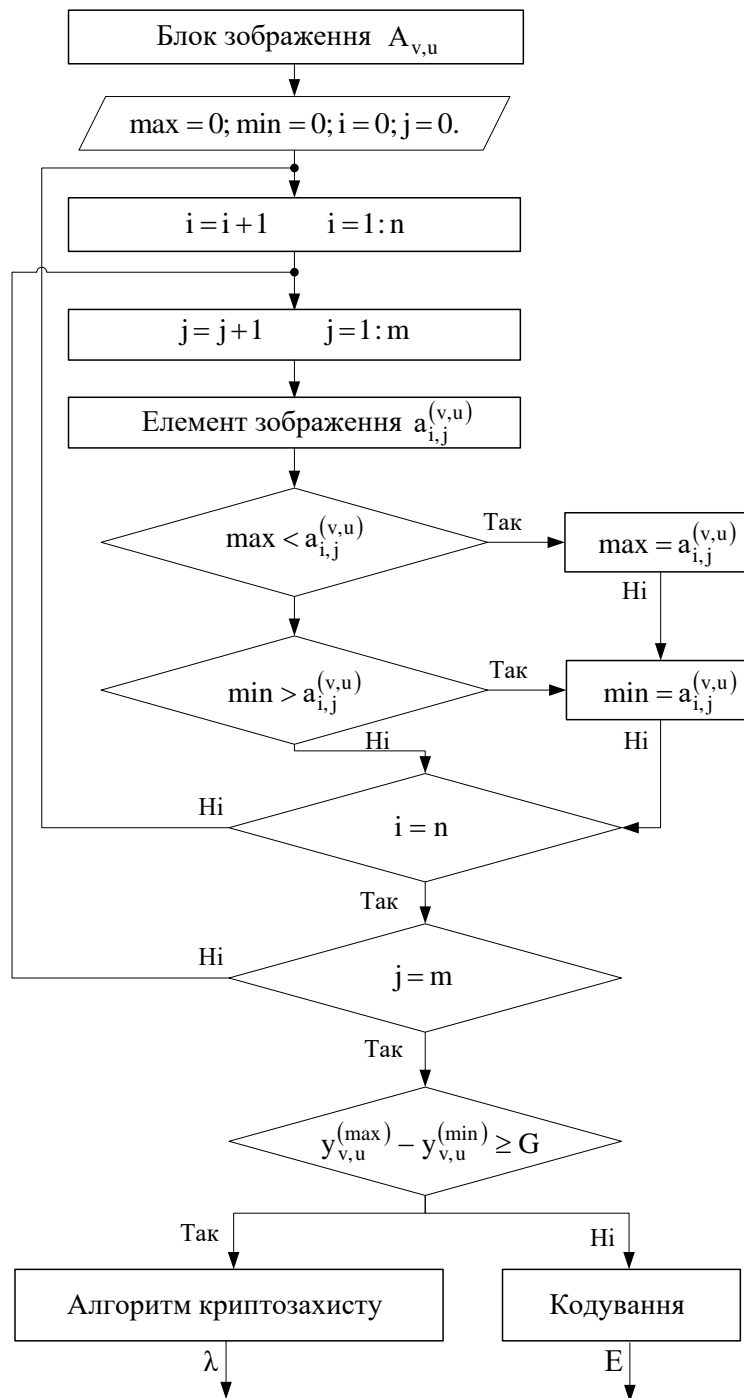 Блок зображення A_{v,u}
max = 0; min = 0; i = 0; j = 0.
i = i + 1 i = 1 : n
j = j + 1 j = 1 : m
Елемент зображення a_{i,j}^{(v,u)}
max < a_{i,j}^{(v,u)}
Так
max = a_{i,j}^{(v,u)}
Ні
min > a_{i,j}^{(v,u)}
Так
min = a_{i,j}^{(v,u)}
Ні
Ні
Ні
i = n
Так
Ні
j = m
Так
y_{v,u}^{(max)} − y_{v,u}^{(min)} ≥ G
Так
Ні
Алгоритм криптозахисту
Кодування
λ
E